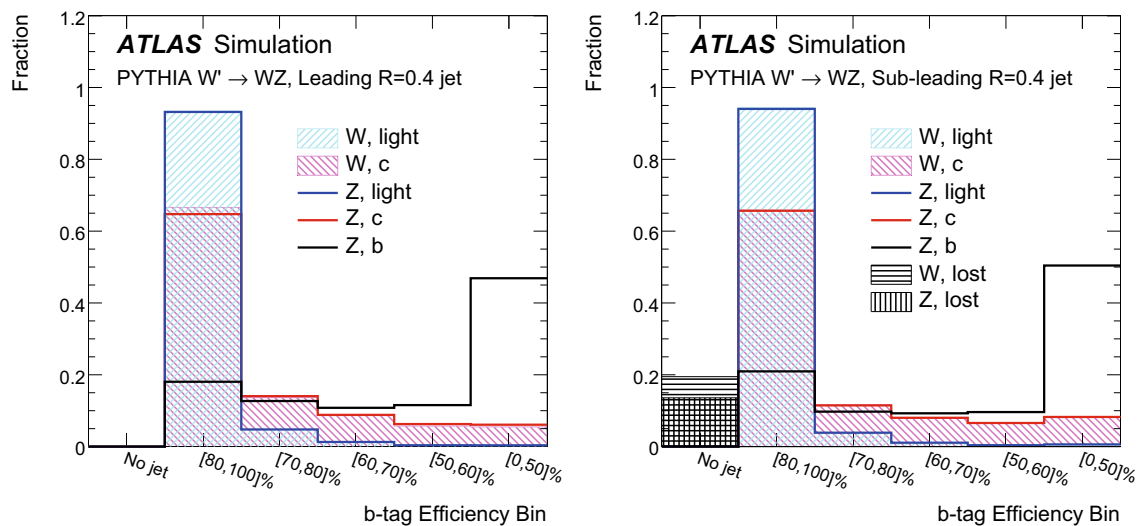 Fraction
1.2
1
0.8
0.6
0.4
0.2
0
ATLAS Simulation
PYTHIA W' → WZ, Leading R=0.4 jet
W, light
W, c
Z, light
Z, c
Z, b
No jet
[80,100]%
[70,80]%
[60,70]%
[50,60]%
[0,50]%
b-tag Efficiency Bin
Fraction
1.2
1
0.8
0.6
0.4
0.2
0
ATLAS Simulation
PYTHIA W' → WZ, Sub-leading R=0.4 jet
W, light
W, c
Z, light
Z, c
Z, b
W, lost
Z, lost
No jet
[80,100]%
[70,80]%
[60,70]%
[50,60]%
[0,50]%
b-tag Efficiency Bin